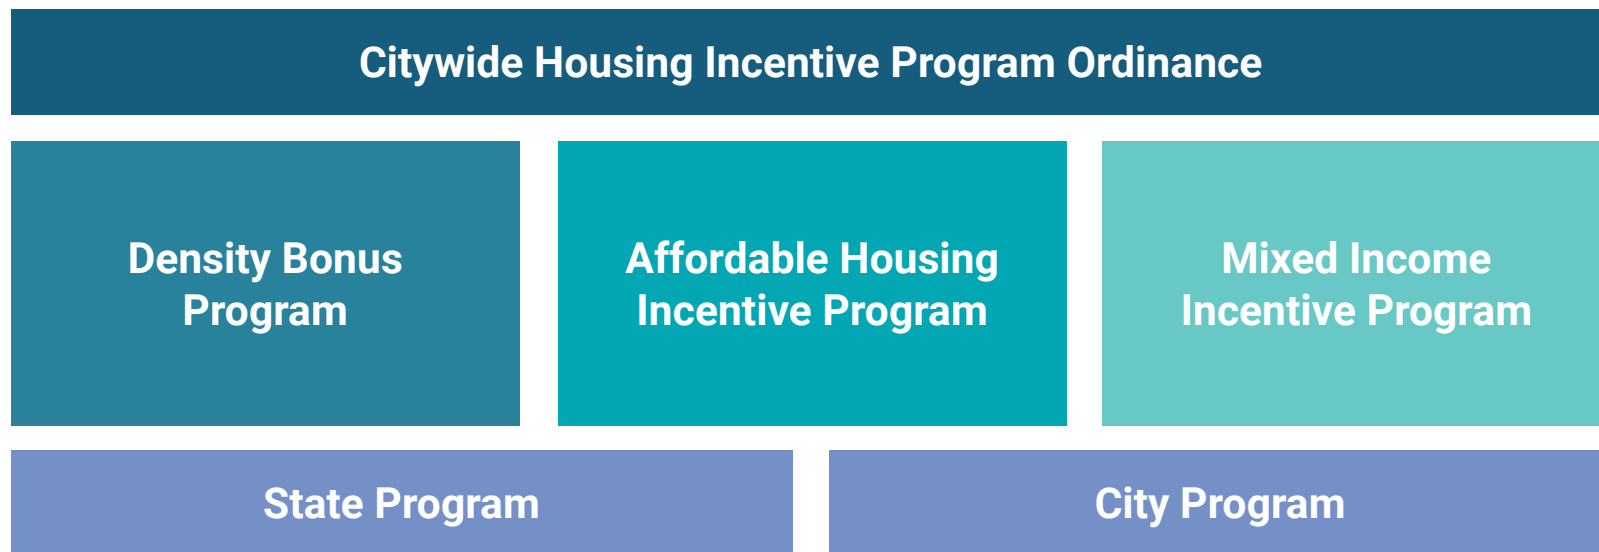 Citywide Housing Incentive Program Ordinance
Density Bonus
Program
Affordable Housing
Incentive Program
Mixed Income
Incentive Program
State Program
City Program